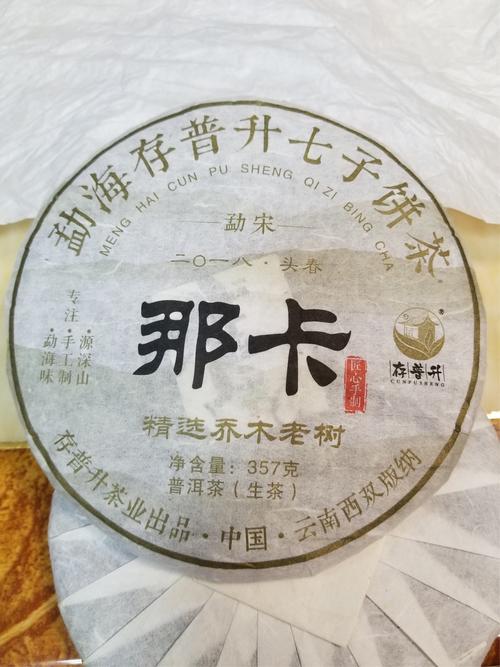 勐海存普升七子饼茶
MENG HAI CUN PU SHENG QI ZI BING CHA
勐宋
二〇一八·头春
专注
·源深山
·手工制
·勐海味
那卡
匠心手制
®
存普升
CUNPUSHENG
精选乔木老树
净含量：357克
普洱茶（生茶）
存普升茶业出品·中国·云南西双版纳